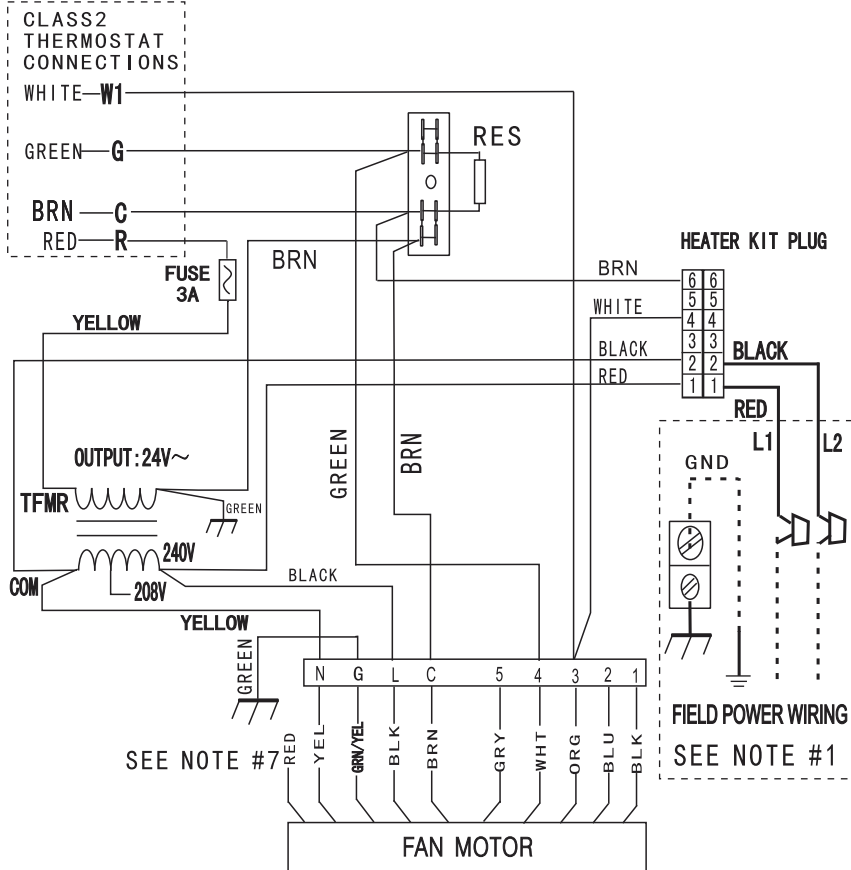 CLASS2
THERMOSTAT
CONNECTIONS
WHITE W1
GREEN G
BRN C
RED R
RES
BRN
FUSE
3A
YELLOW
HEATER KIT PLUG
BRN
WHITE
BLACK
RED
6 6
5 5
4 4
3 3
2 2
1 1
BLACK
RED
L1
L2
GND
OUTPUT:24V~
TFMR
GREEN
GREEN
BRN
240V
COM
208V
BLACK
YELLOW
GREEN
N G L C 5 4 3 2 1
FIELD POWER WIRING
SEE NOTE #1
SEE NOTE #7
RED
YEL
GRN/YEL
BLK
BRN
GRY
WHT
ORG
BLU
BLK
FAN MOTOR